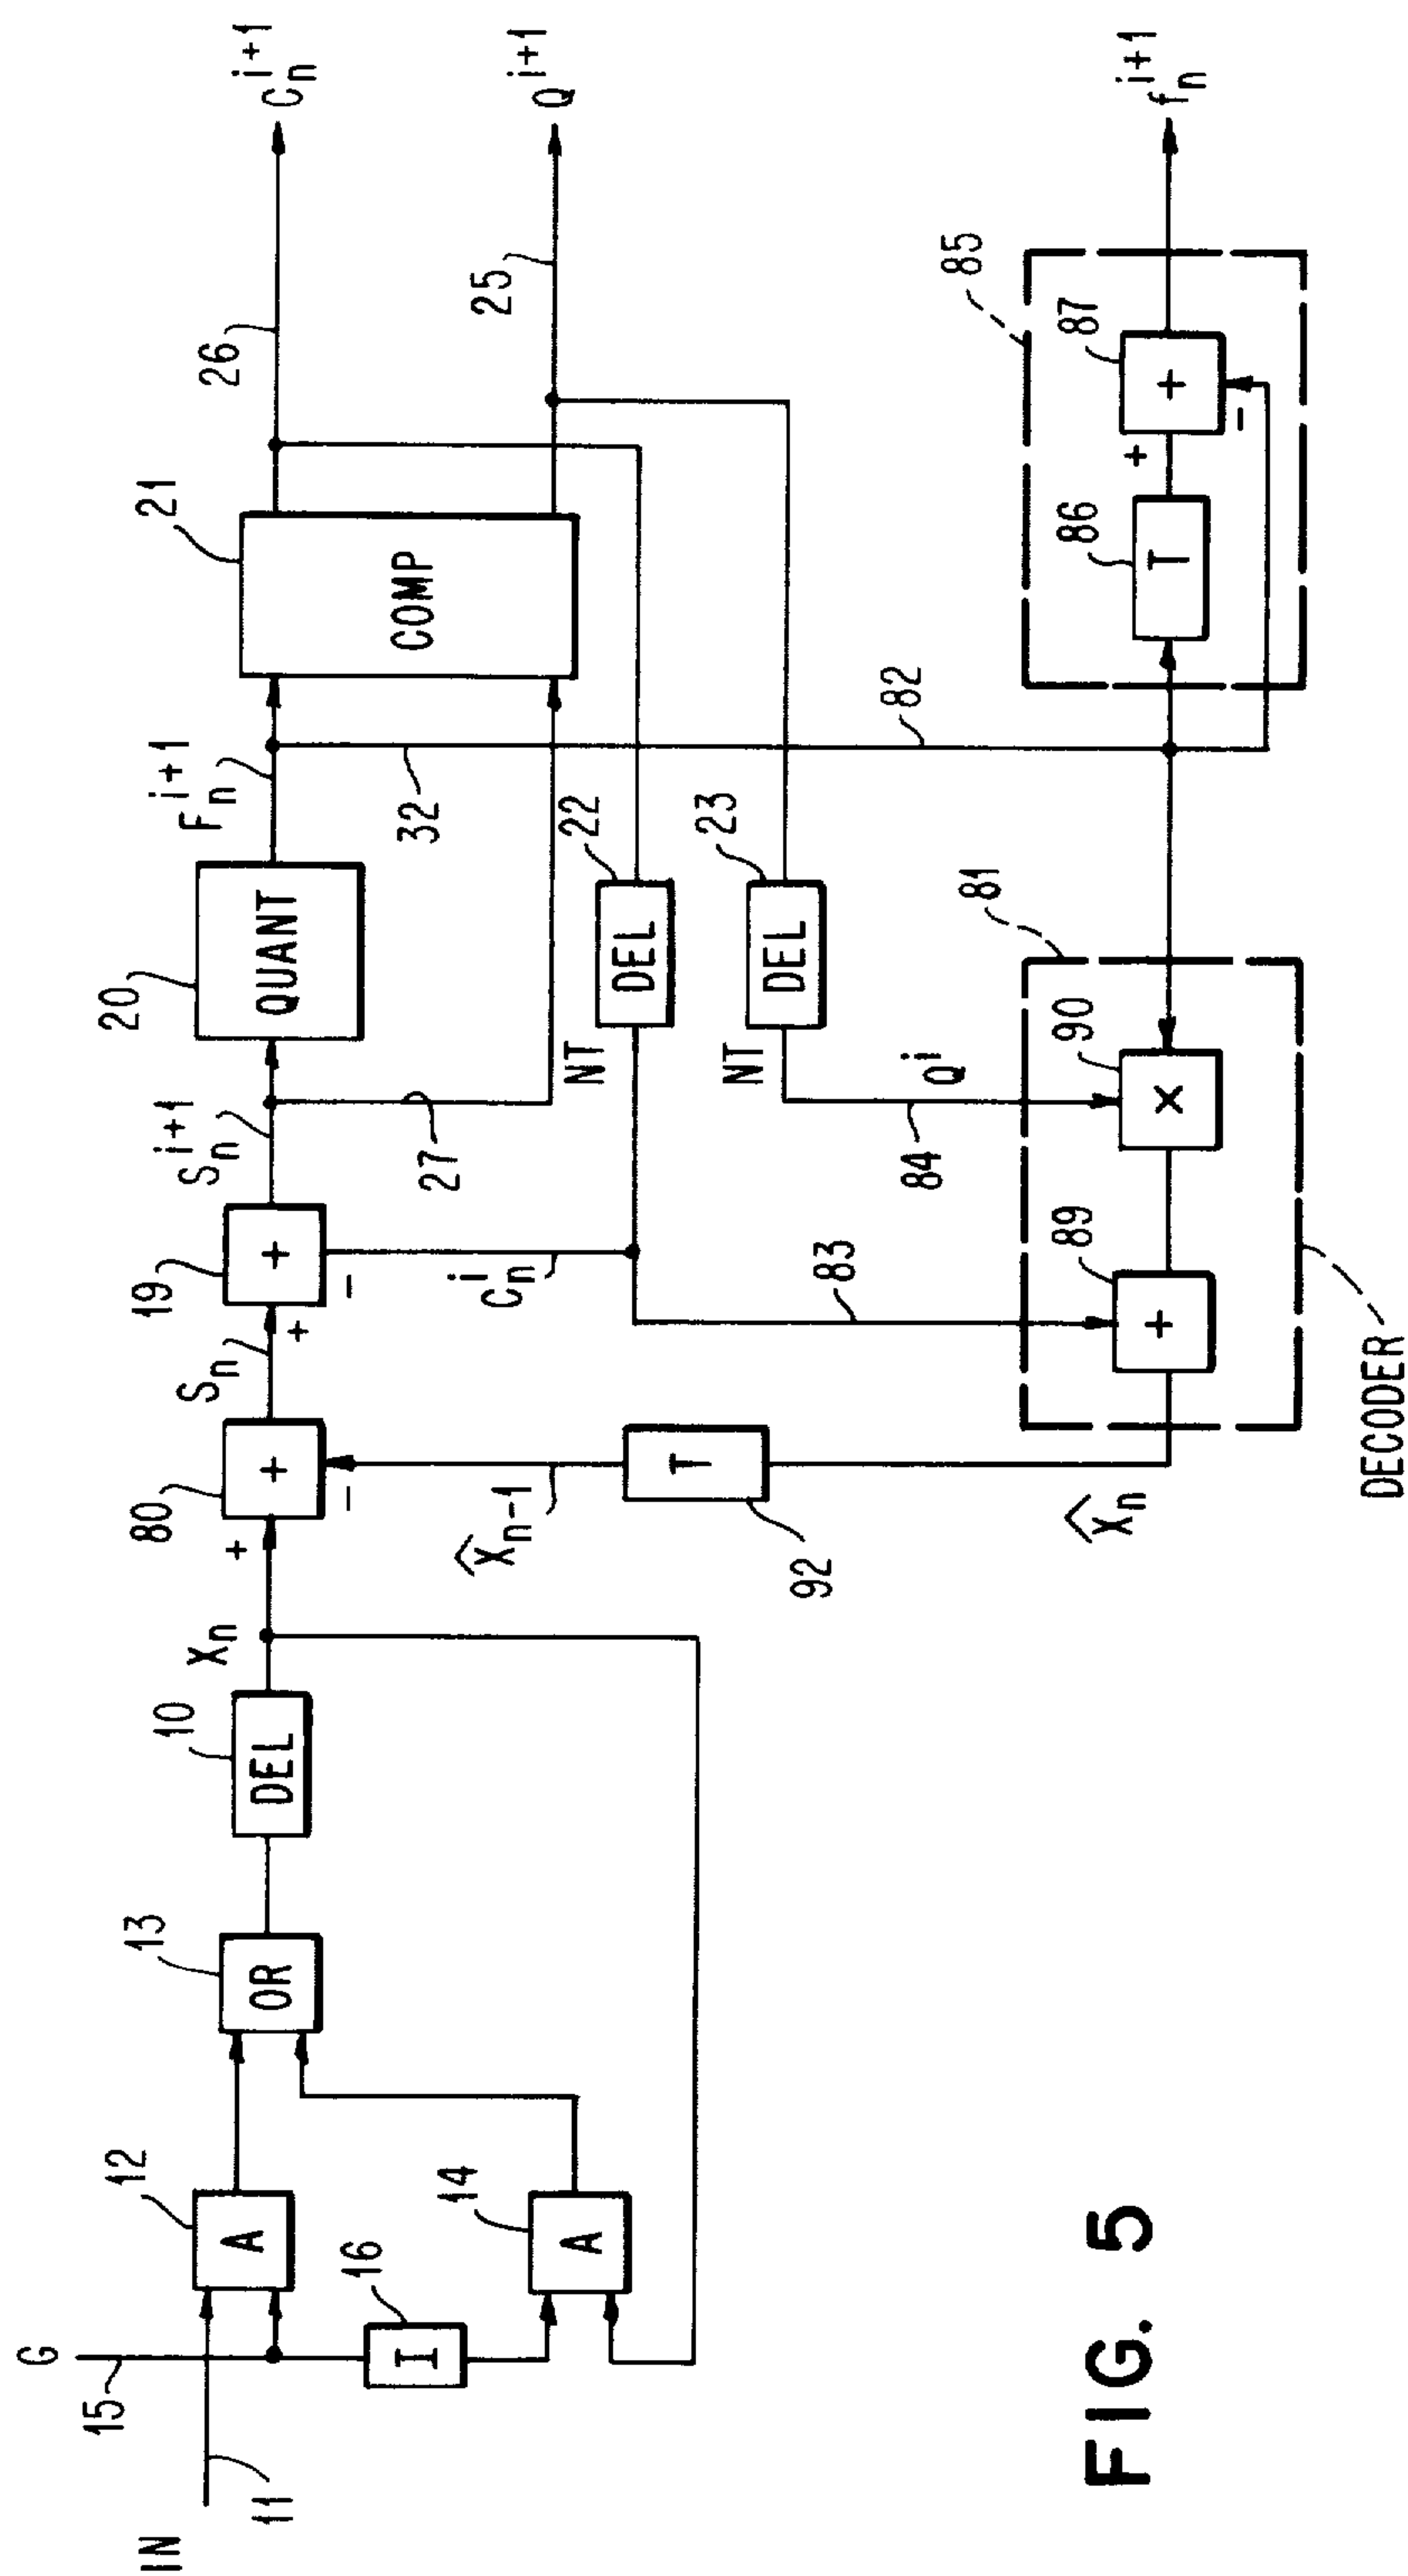 IN
11
15
G
12
A
16
I
14
A
13
OR
10
DEL
X_n
80
+
+
−
S_n
19
+
+
−
S_n^{i+1}
27
20
QUANT
F_n^{i+1}
32
21
COMP
26
C_n^{i+1}
25
Q^{i+1}
C_n^i
22
DEL
NT
23
DEL
NT
Q^i
84
83
82
X̂_{n-1}
T
92
X̂_n
81
89
+
90
X
DECODER
85
86
T
+
87
+
−
f_n^{i+1}
FIG. 5